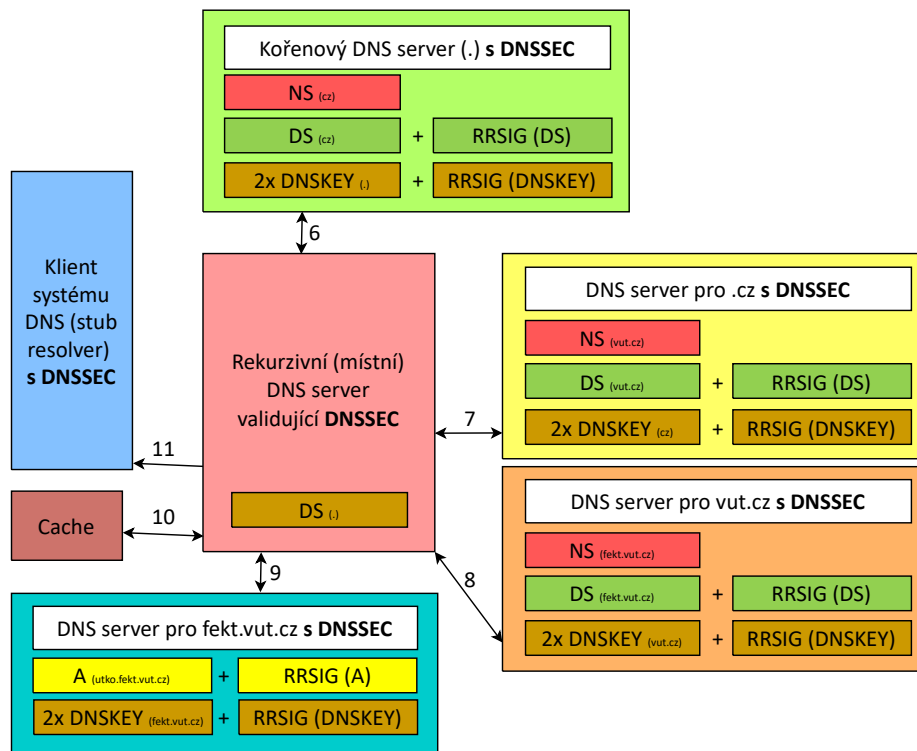 Kořenový DNS server (.) s DNSSEC
NS (cz)
DS (cz) + RRSIG (DS)
2x DNSKEY (.) + RRSIG (DNSKEY)
6
Klient
systému
DNS (stub
resolver)
s DNSSEC
Rekurzivní (místní)
DNS server
validující DNSSEC
DS (.)
7
DNS server pro .cz s DNSSEC
NS (vut.cz)
DS (vut.cz) + RRSIG (DS)
2x DNSKEY (cz) + RRSIG (DNSKEY)
11
Cache
10
8
DNS server pro vut.cz s DNSSEC
NS (fekt.vut.cz)
DS (fekt.vut.cz) + RRSIG (DS)
2x DNSKEY (vut.cz) + RRSIG (DNSKEY)
9
DNS server pro fekt.vut.cz s DNSSEC
A (utko.fekt.vut.cz) + RRSIG (A)
2x DNSKEY (fekt.vut.cz) + RRSIG (DNSKEY)